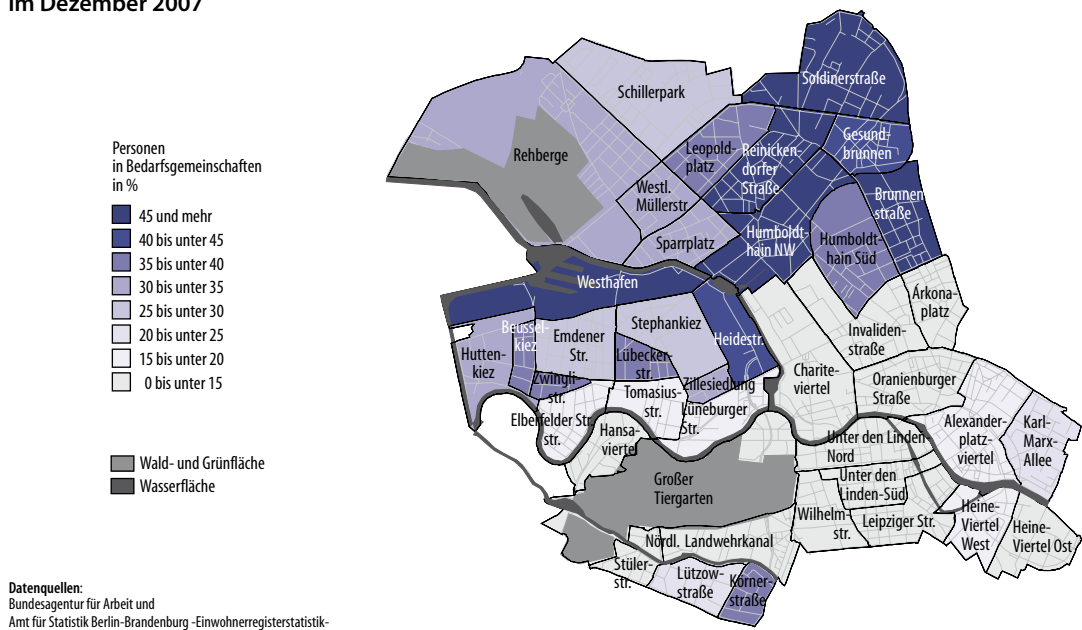 im Dezember 2007
Personen
in Bedarfsgemeinschaften
in %
45 und mehr
40 bis unter 45
35 bis unter 40
30 bis unter 35
25 bis unter 30
20 bis unter 25
15 bis unter 20
0 bis unter 15
Wald- und Grünfläche
Wasserfläche
Datenquellen:
Bundesagentur für Arbeit und
Amt für Statistik Berlin-Brandenburg -Einwohnerregisterstatistik-
Soldinerstraße
Schillerpark
Gesund-
brunnen
Leopold-
platz
Reinicken-
dorfer
Straße
Rehberge
Westl.
Müllerstr.
Brunnen
straße
Sparrplatz
Humboldt-
hain NW
Humboldt-
hain Süd
Westhafen
Arkona-
platz
Beussel-
kiez
Emdener
Str.
Stephankiez
Heidestr.
Invaliden-
straße
Hutten-
kiez
Lübecker-
str.
Charite-
viertel
Zwingli-
str.
Zillesiedlung
Oranienburger
Straße
Tomasius-
str.
Elberfelder Str.
str.
Lüneburger
Str.
Hansa-
viertel
Alexander-
platz-
viertel
Karl-
Marx-
Allee
Unter den Linden-
Nord
Unter den
Linden-Süd
Großer
Tiergarten
Wilhelm-
str.
Leipziger Str.
Heine-
Viertel
West
Heine-
Viertel Ost
Nördl. Landwehrkanal
Stüler-
str.
Lützow-
straße
Körner-
straße